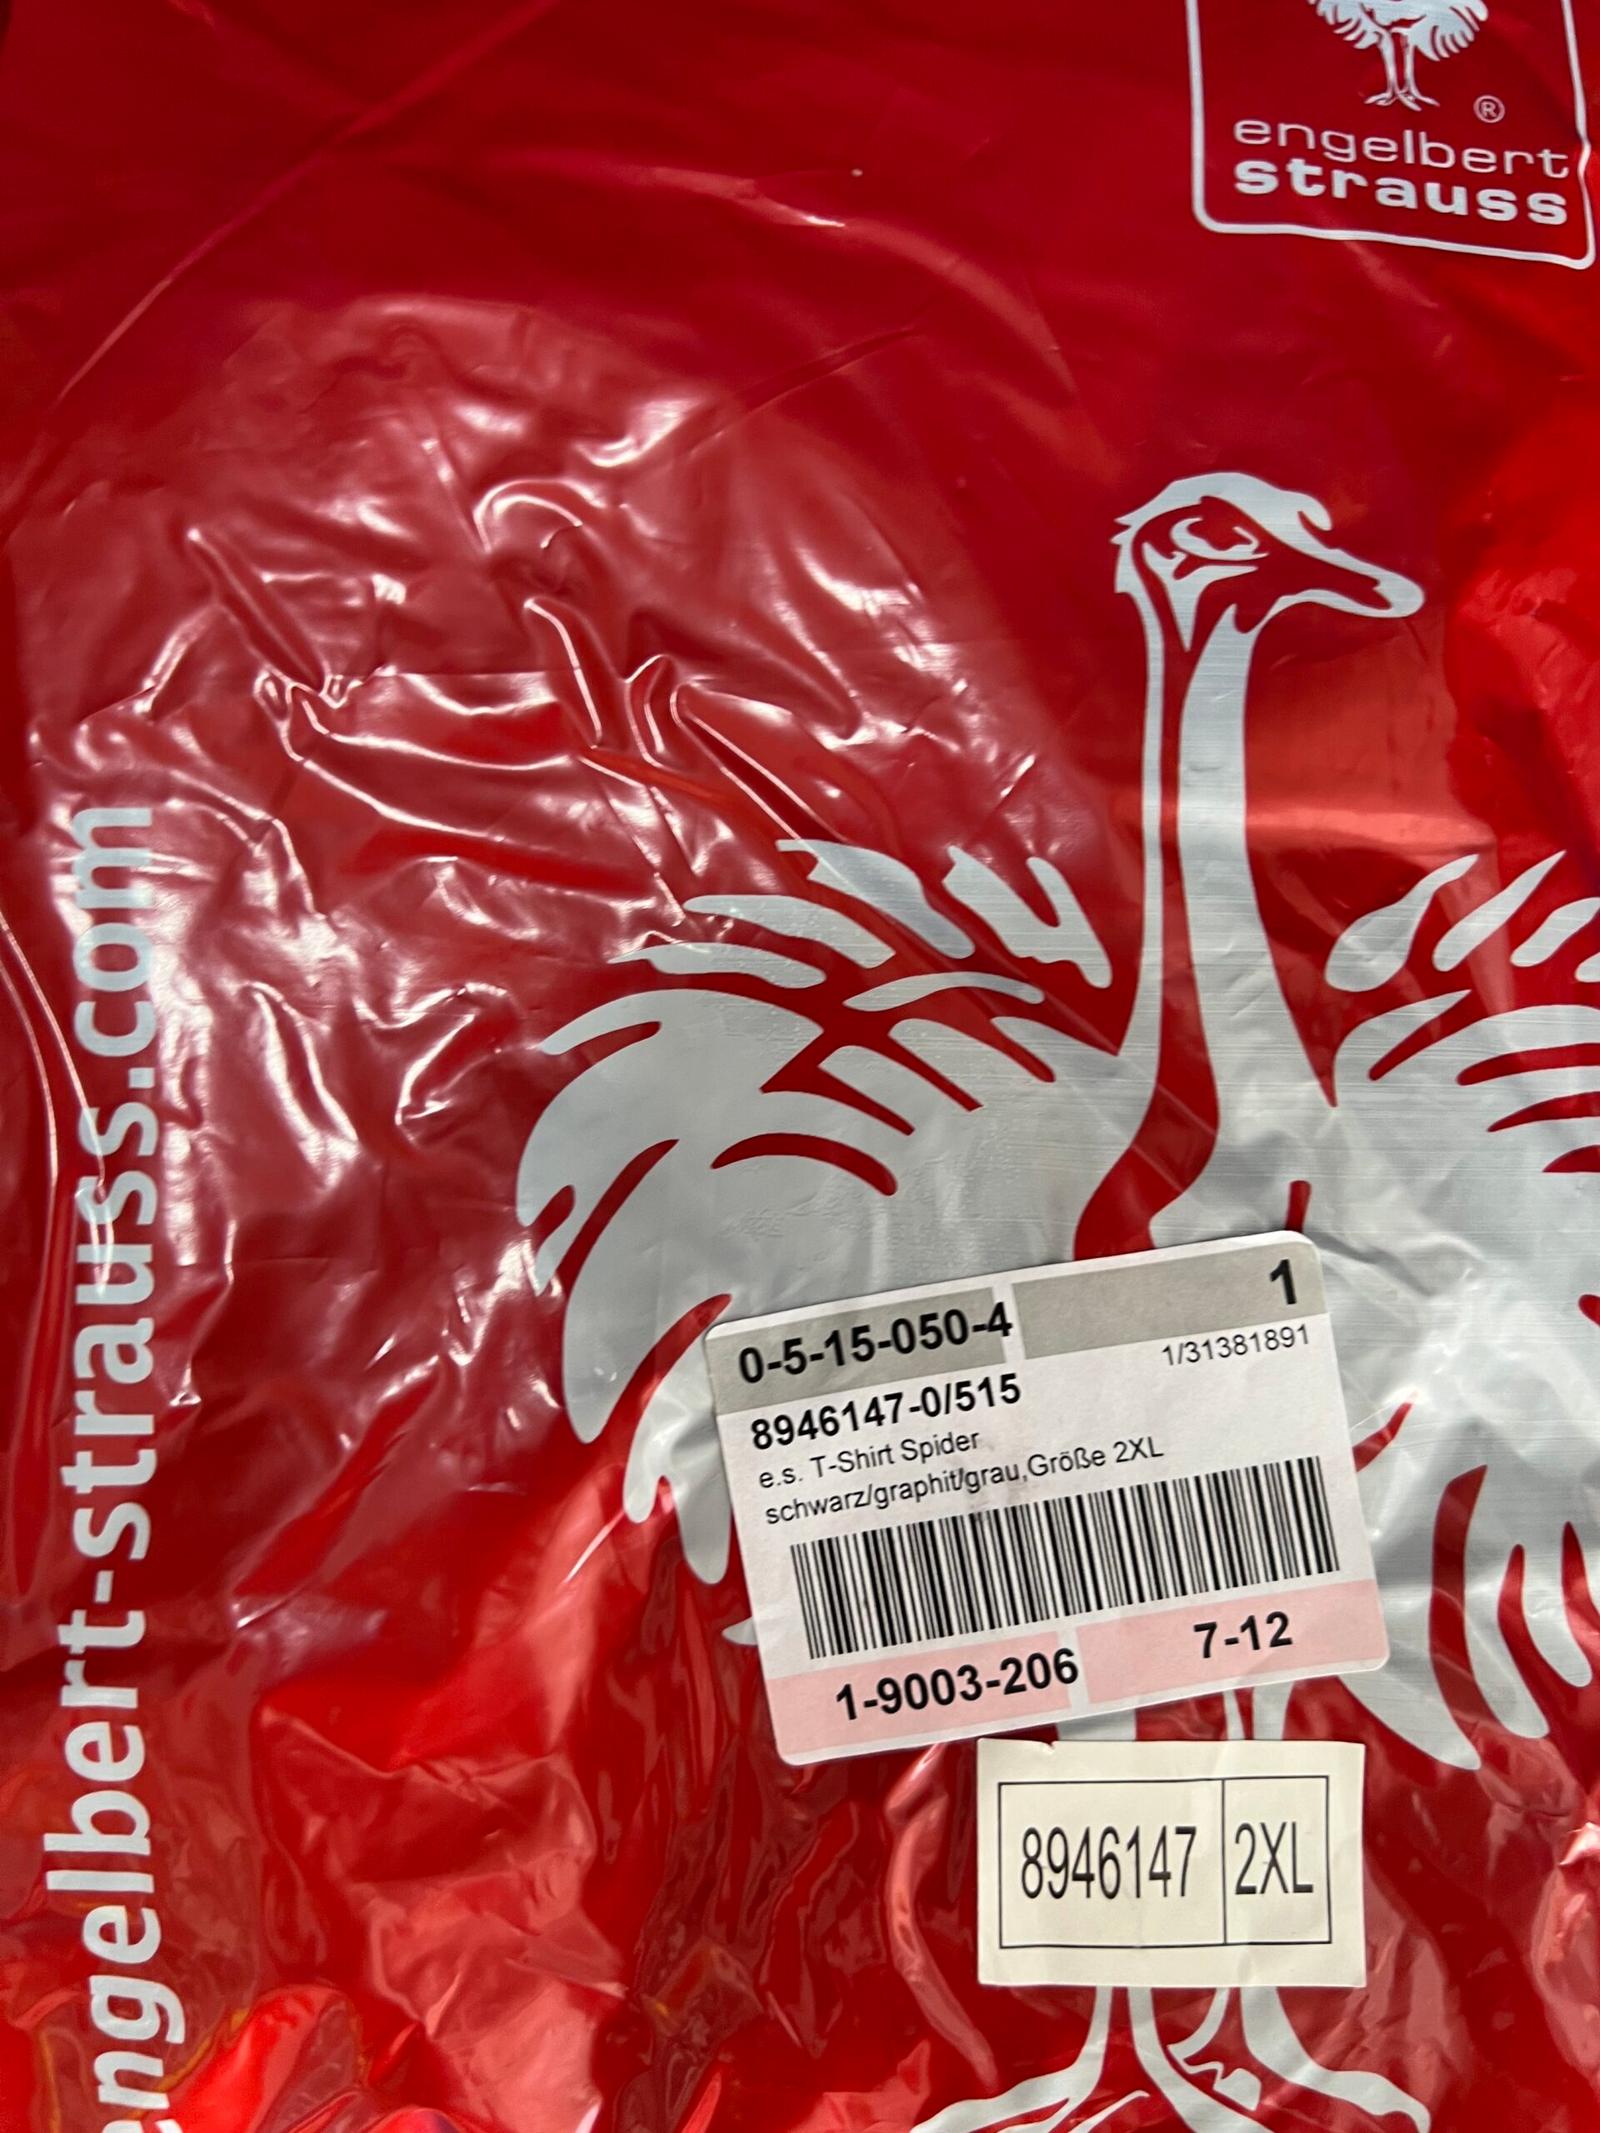 ®
engelbert
strauss
engelbert-strauss.com
0-5-15-050-4
1
8946147-0/515
1/31381891
e.s. T-Shirt Spider
schwarz/graphit/grau,Größe 2XL
1-9003-206
7-12
8946147 2XL